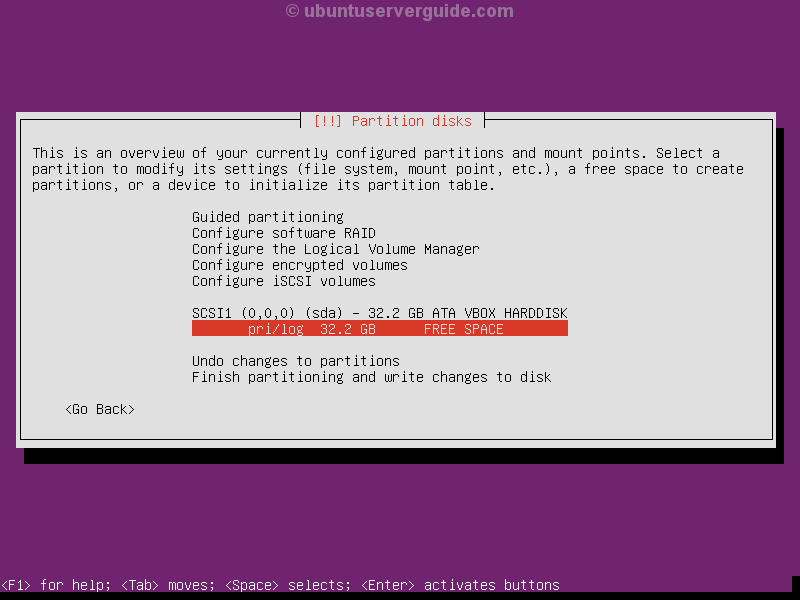 © ubuntuserverguide.com
[!!] Partition disks
This is an overview of your currently configured partitions and mount points. Select a
partition to modify its settings (file system, mount point, etc.), a free space to create
partitions, or a device to initialize its partition table.
Guided partitioning
Configure software RAID
Configure the Logical Volume Manager
Configure encrypted volumes
Configure iSCSI volumes
SCSI1 (0,0,0) (sda) - 32.2 GB ATA VBOX HARDDISK
pri/log 32.2 GB FREE SPACE
Undo changes to partitions
Finish partitioning and write changes to disk
<Go Back>
<F1> for help; <Tab> moves; <Space> selects; <Enter> activates buttons